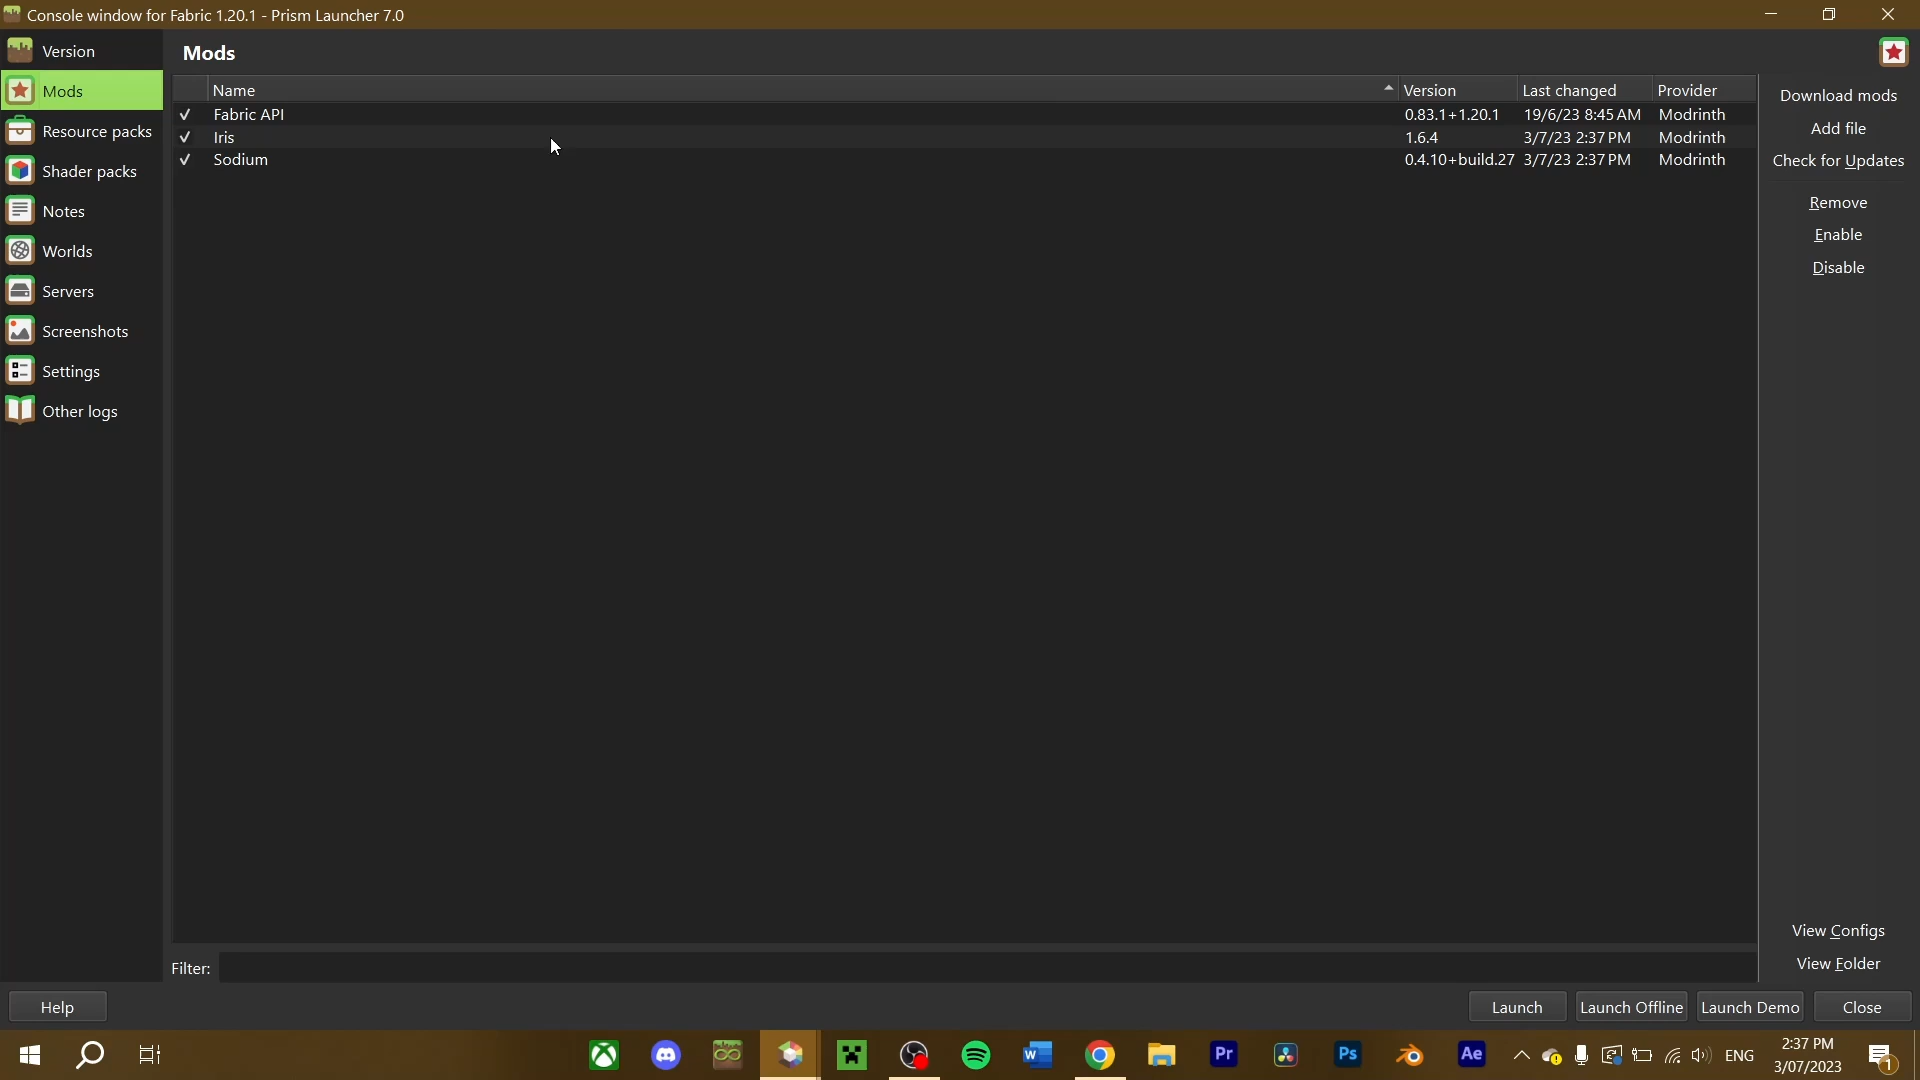 Console window for Fabric 1.20.1 - Prism Launcher 7.0
Version
Mods
Resource packs
Shader packs
Notes
Worlds
Servers
Screenshots
Settings
Other logs
Mods
Name Version Last changed Provider
Fabric API 0.83.1+1.20.1 19/6/23 8:45 AM Modrinth
Iris 1.6.4 3/7/23 2:37 PM Modrinth
Sodium 0.4.10+build.27 3/7/23 2:37 PM Modrinth
Download mods
Add file
Check for Updates
Remove
Enable
Disable
View Configs
View Folder
Filter:
Help Launch Launch Offline Launch Demo Close
W Pr Ps Ae ENG 2:37 PM
3/07/2023
1